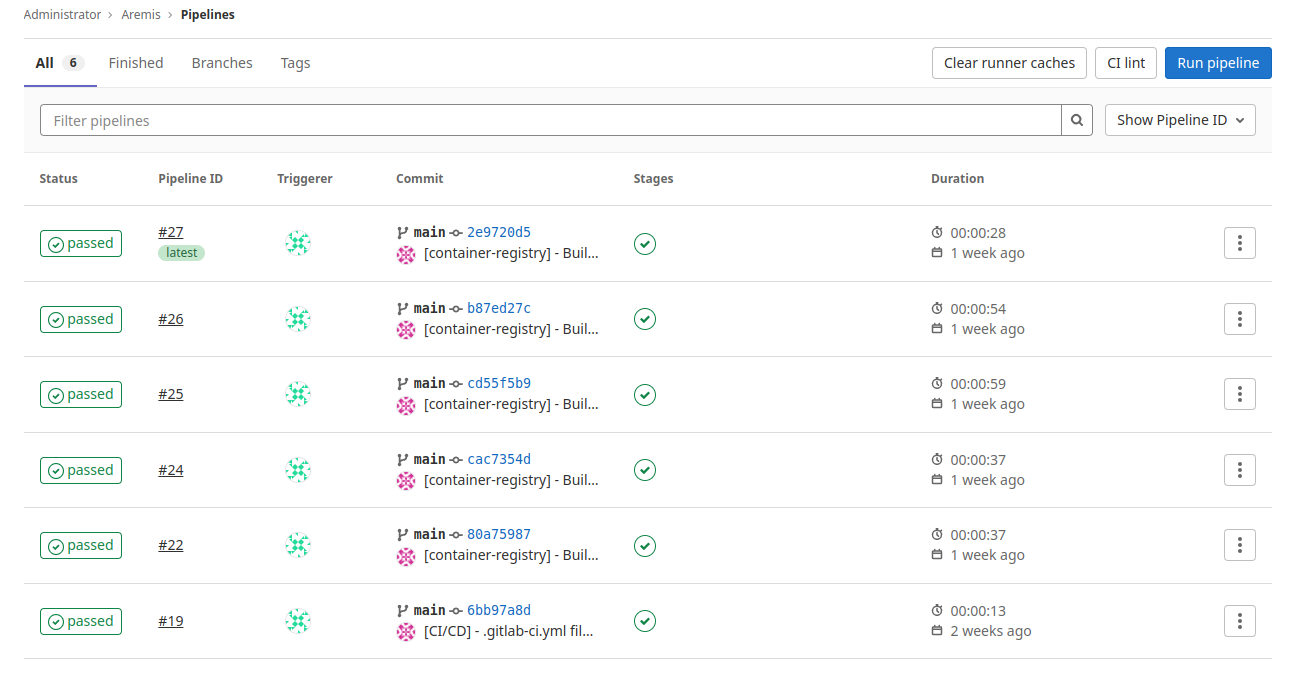 Administrator › Aremis › Pipelines
All 6 Finished Branches Tags Clear runner caches CI lint Run pipeline
Filter pipelines Show Pipeline ID
Status Pipeline ID Triggerer Commit Stages Duration
passed #27 main 2e9720d5 00:00:28
latest [container-registry] - Buil... 1 week ago
passed #26 main b87ed27c 00:00:54
[container-registry] - Buil... 1 week ago
passed #25 main cd55f5b9 00:00:59
[container-registry] - Buil... 1 week ago
passed #24 main cac7354d 00:00:37
[container-registry] - Buil... 1 week ago
passed #22 main 80a75987 00:00:37
[container-registry] - Buil... 1 week ago
passed #19 main 6bb97a8d 00:00:13
[CI/CD] - .gitlab-ci.yml fil... 2 weeks ago